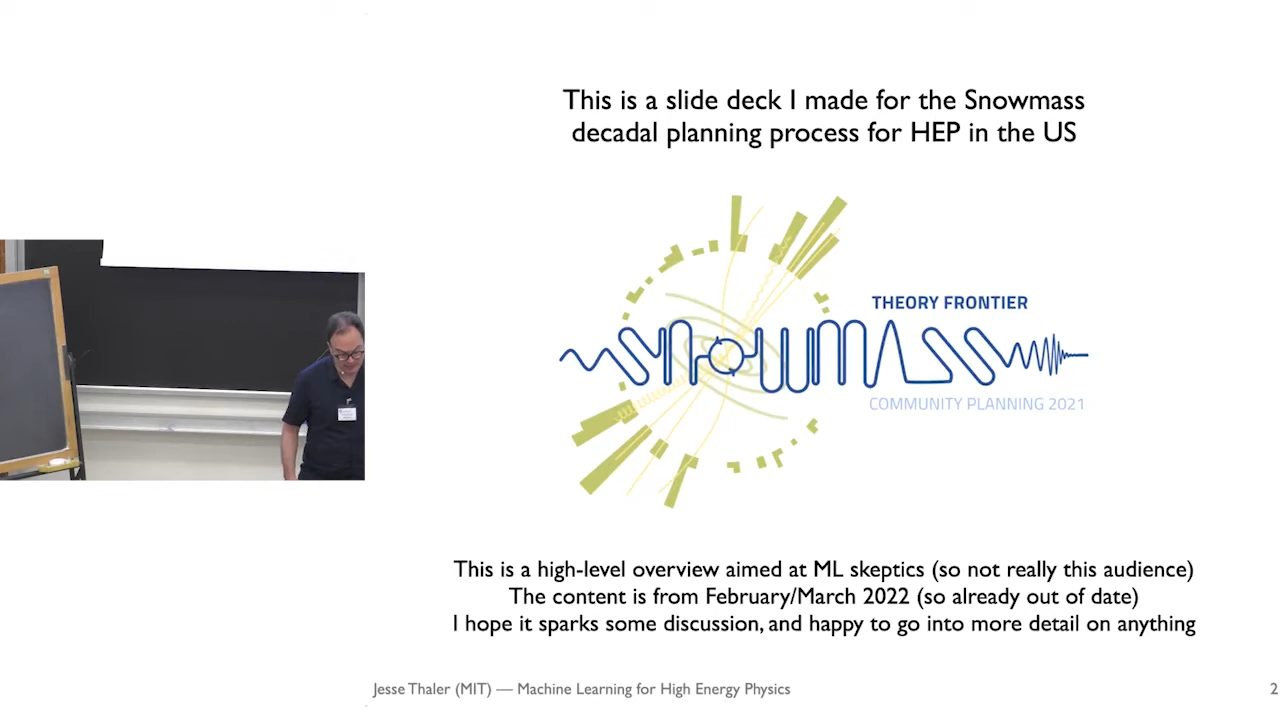 This is a slide deck I made for the Snowmass
decadal planning process for HEP in the US
THEORY FRONTIER
SNOWMASS
COMMUNITY PLANNING 2021
This is a high-level overview aimed at ML skeptics (so not really this audience)
The content is from February/March 2022 (so already out of date)
I hope it sparks some discussion, and happy to go into more detail on anything
Jesse Thaler (MIT) — Machine Learning for High Energy Physics
2